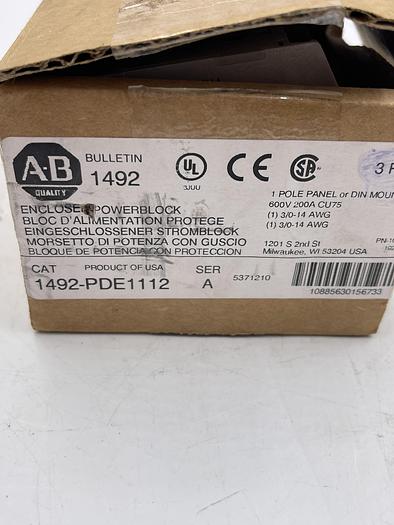 A-B
QUALITY
BULLETIN
1492
UL
3JUU
CE
SA
1 POLE PANEL or DIN MOUN
600V 200A CU75
(1) 3/0-14 AWG
(1) 3/0-14 AWG
ENCLOSED POWERBLOCK
BLOC D'ALIMENTATION PROTEGE
EINGESCHLOSSENER STROMBLOCK
MORSETTO DI POTENZA CON GUSCIO
BLOQUE DE POTENCIA CON PROTECCION
1201 S 2nd St
Milwaukee, WI 53204 USA
CAT
PRODUCT OF USA
SER
1492-PDE1112
A
5371210
10885630156733